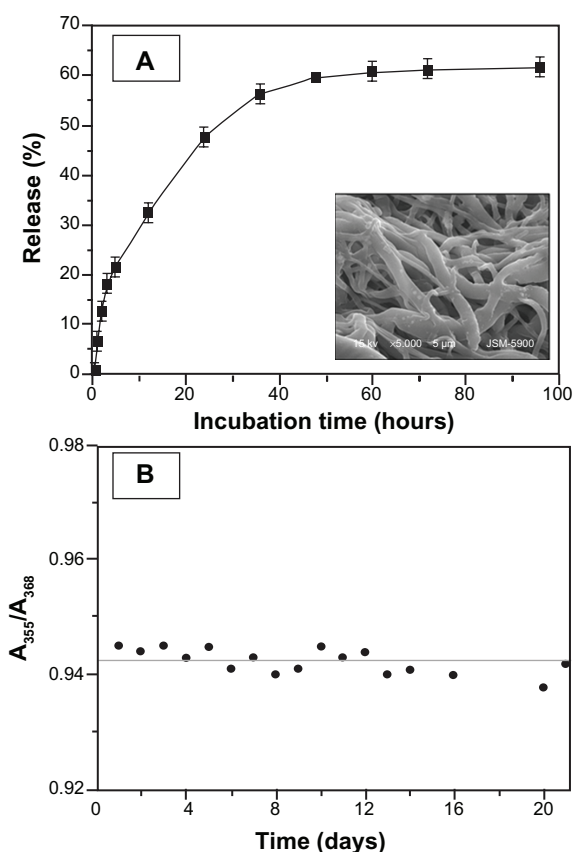 A
Release (%)
70
60
50
40
30
20
10
0
15 kv ×5.000 5 µm JSM-5900
0 20 40 60 80 100
Incubation time (hours)
B
A355/A368
0.98
0.96
0.94
0.92
0 4 8 12 16 20
Time (days)